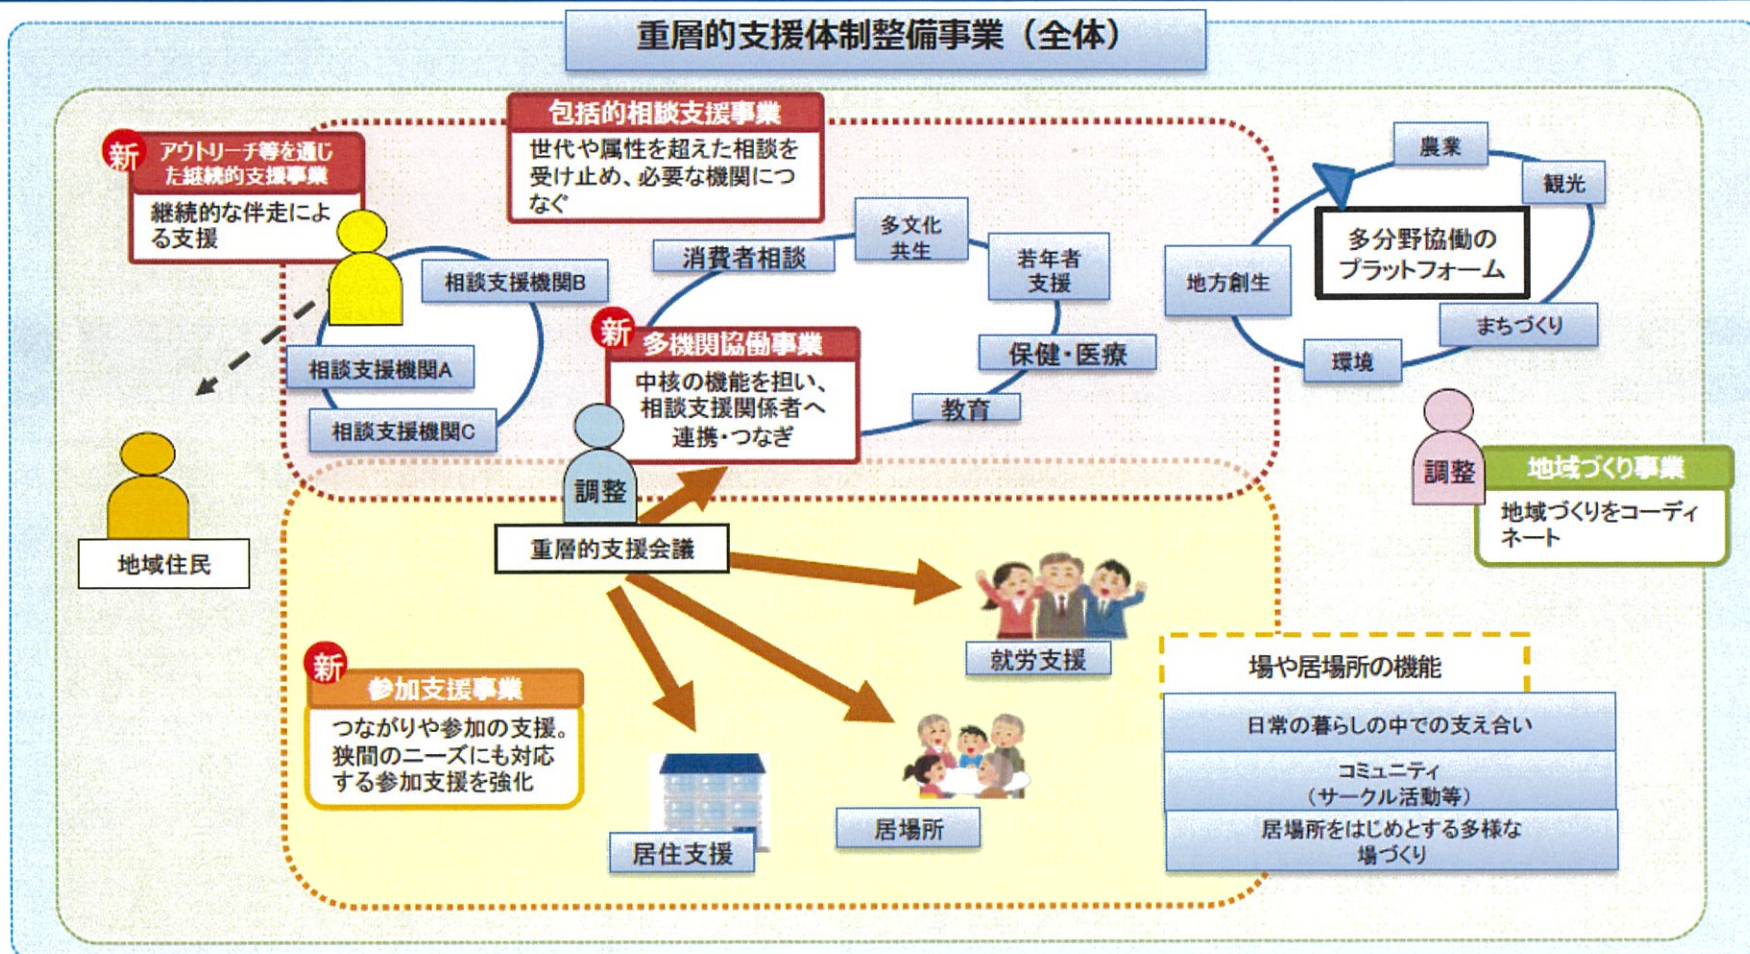 重層的支援体制整備事業（全体）
新
アウトリーチ等を通じ
た継続的支援事業
継続的な伴走によ
る支援
包括的相談支援事業
世代や属性を超えた相談を
受け止め、必要な機関につ
なぐ
相談支援機関B
相談支援機関A
相談支援機関C
消費者相談
多文化
共生
若年者
支援
保健・医療
教育
新
多機関協働事業
中核の機能を担い、
相談支援関係者へ
連携・つなぎ
調整
重層的支援会議
農業
観光
地方創生
多分野協働の
プラットフォーム
まちづくり
環境
調整
地域づくり事業
地域づくりをコーディ
ネート
地域住民
新
参加支援事業
つながりや参加の支援。
狭間のニーズにも対応
する参加支援を強化
就労支援
居場所
居住支援
場や居場所の機能
日常の暮らしの中での支え合い
コミュニティ
（サークル活動等）
居場所をはじめとする多様な
場づくり